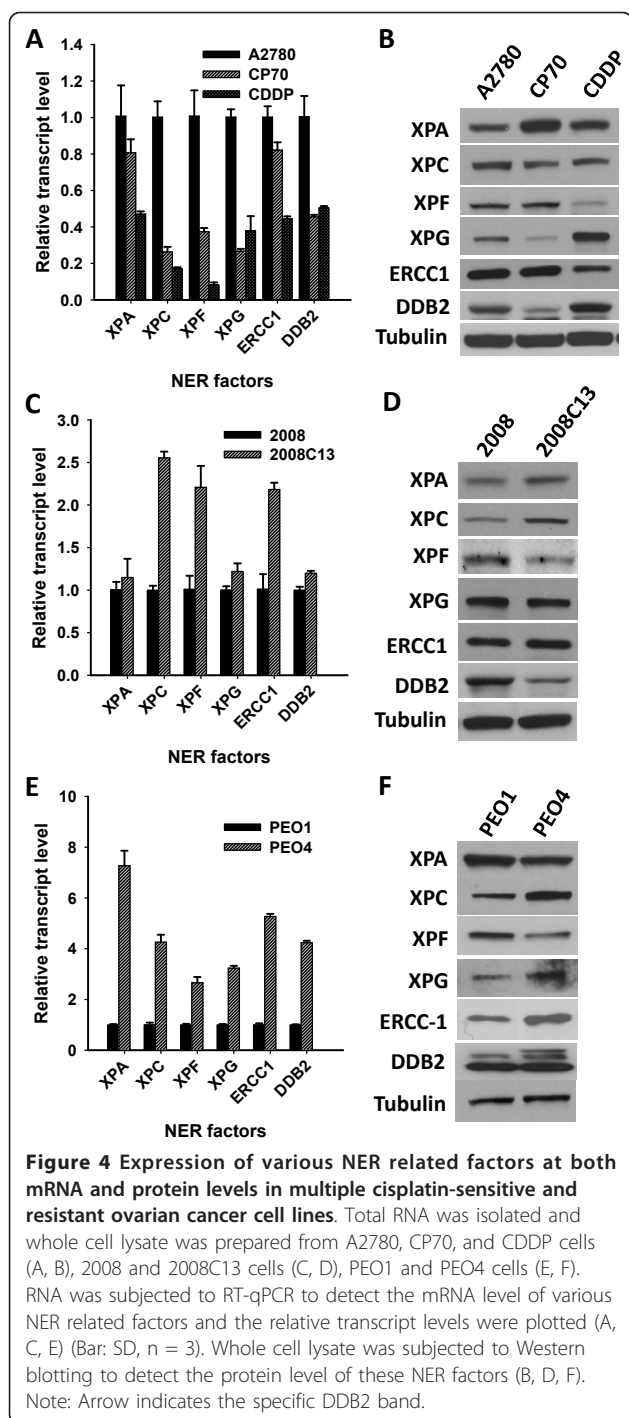 A
Relative transcript level
1.4
1.2
1.0
0.8
0.6
0.4
0.2
0.0
A2780
CP70
CDDP
XPA
XPC
XPF
XPG
ERCC1
DDB2
NER factors
B
A2780
CP70
CDDP
XPA
XPC
XPF
XPG
ERCC1
DDB2
Tubulin
C
Relative transcript level
3.0
2.5
2.0
1.5
1.0
0.5
0.0
2008
2008C13
XPA
XPC
XPF
XPG
ERCC1
DDB2
NER factors
D
2008
2008C13
XPA
XPC
XPF
XPG
ERCC1
DDB2
Tubulin
E
Relative transcript level
10
8
6
4
2
0
PEO1
PEO4
XPA
XPC
XPF
XPG
ERCC1
DDB2
NER factors
F
PEO1
PEO4
XPA
XPC
XPF
XPG
ERCC-1
DDB2
Tubulin
Figure 4 Expression of various NER related factors at both
mRNA and protein levels in multiple cisplatin-sensitive and
resistant ovarian cancer cell lines. Total RNA was isolated and
whole cell lysate was prepared from A2780, CP70, and CDDP cells
(A, B), 2008 and 2008C13 cells (C, D), PEO1 and PEO4 cells (E, F).
RNA was subjected to RT-qPCR to detect the mRNA level of various
NER related factors and the relative transcript levels were plotted (A,
C, E) (Bar: SD, n = 3). Whole cell lysate was subjected to Western
blotting to detect the protein level of these NER factors (B, D, F).
Note: Arrow indicates the specific DDB2 band.